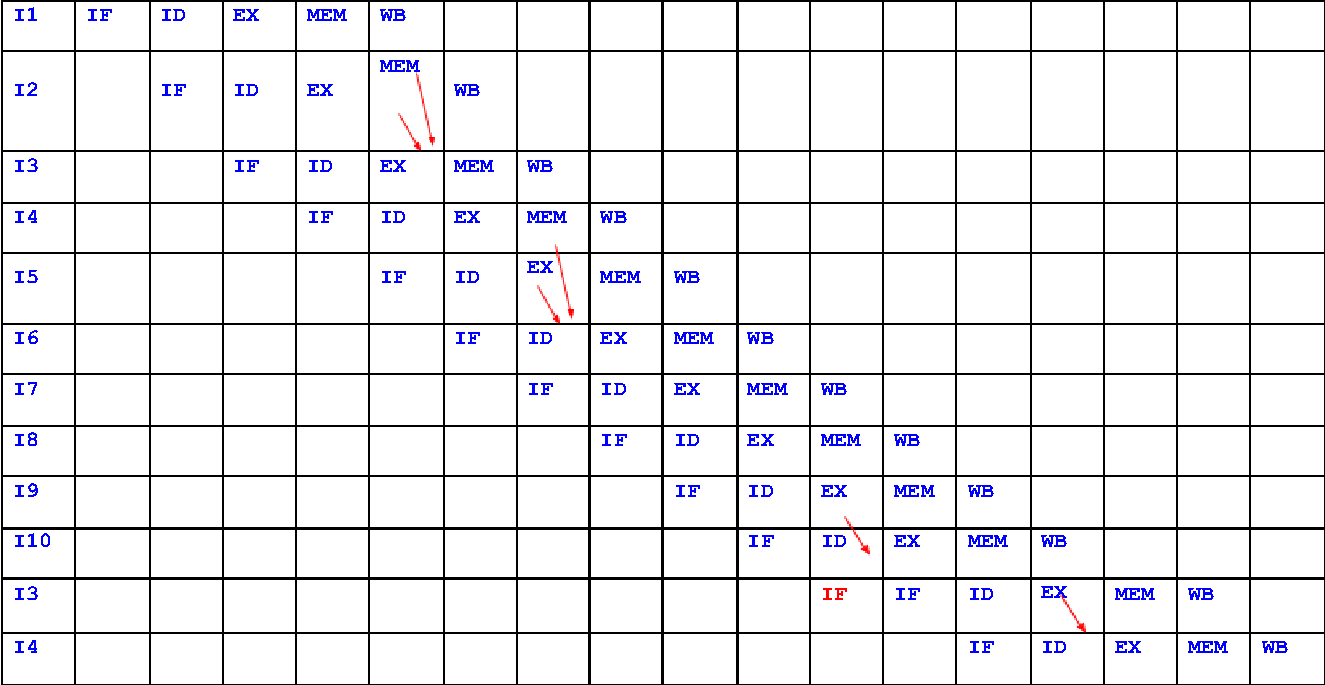 I1 IF ID EX MEM WB
I2 IF ID EX MEM WB
I3 IF ID EX MEM WB
I4 IF ID EX MEM WB
I5 IF ID EX MEM WB
I6 IF ID EX MEM WB
I7 IF ID EX MEM WB
I8 IF ID EX MEM WB
I9 IF ID EX MEM WB
I10 IF ID EX MEM WB
I3 IF IF ID EX MEM WB
I4 IF ID EX MEM WB